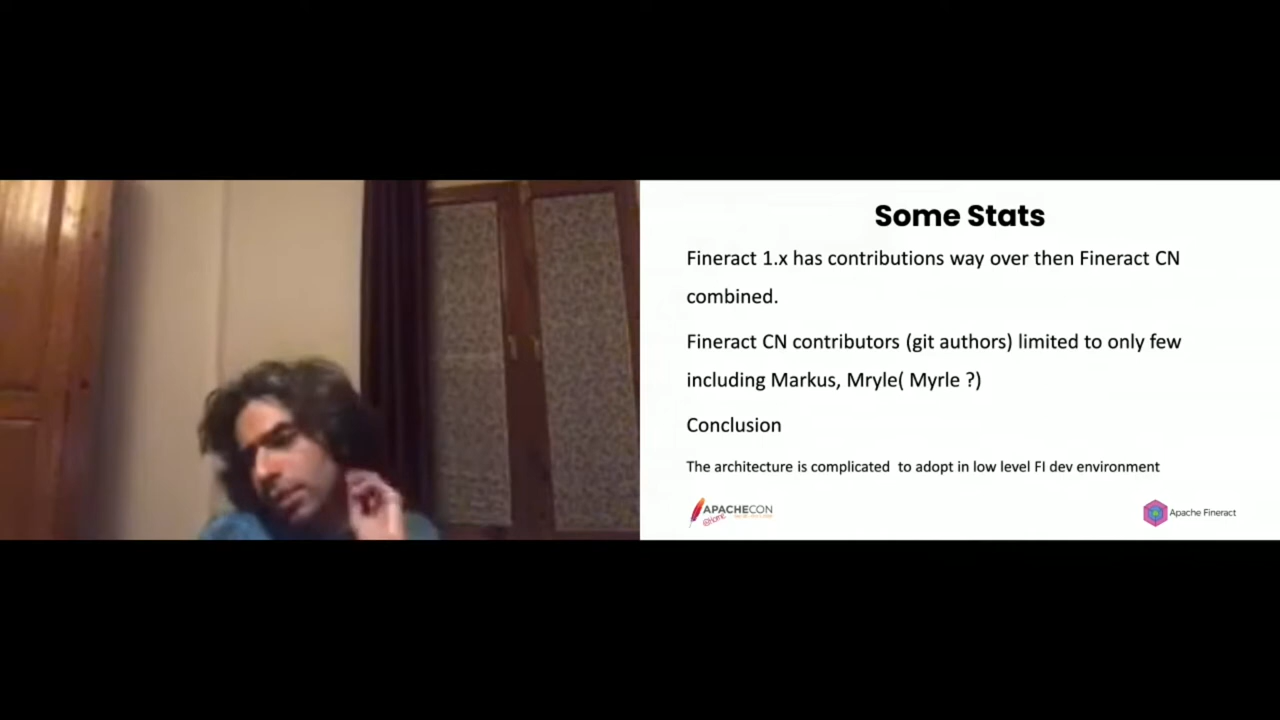 Some Stats
Fineract 1.x has contributions way over then Fineract CN
combined.
Fineract CN contributors (git authors) limited to only few
including Markus, Mryle( Myrle ?)
Conclusion
The architecture is complicated to adopt in low level FI dev environment
APACHECON
@Home
Apache Fineract